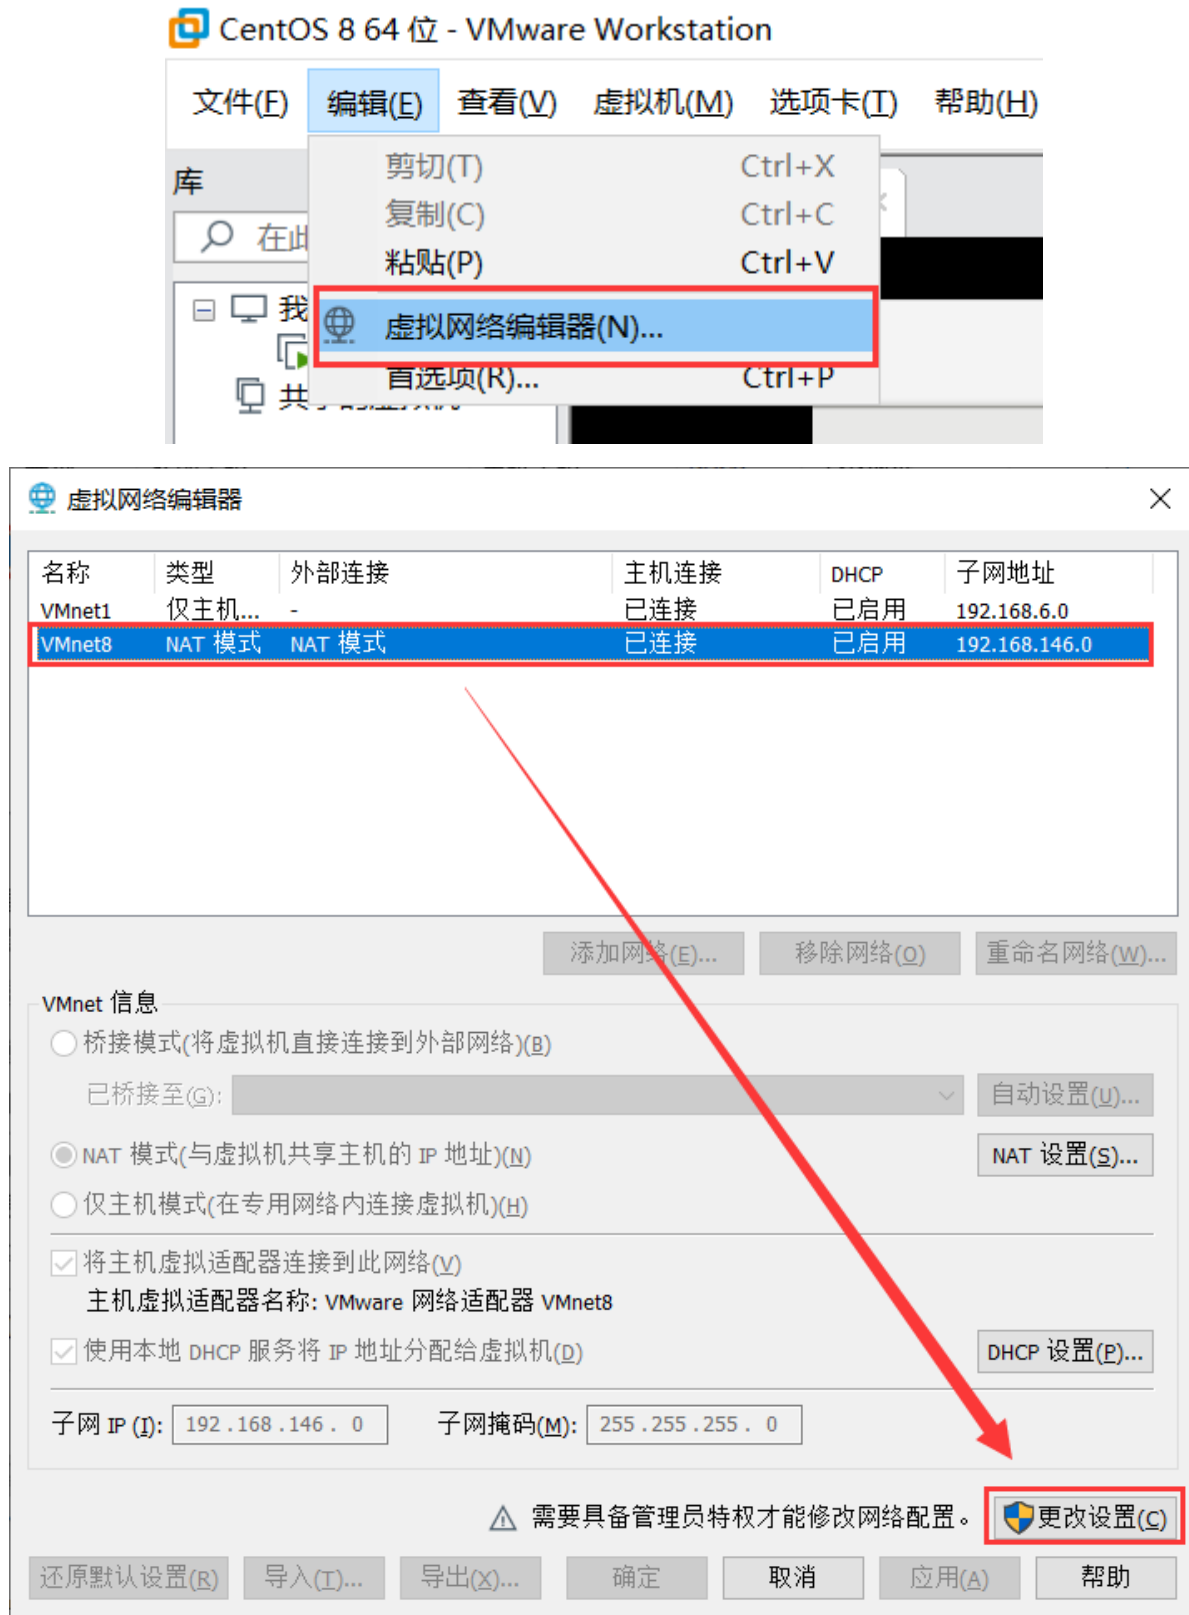 CentOS 8 64 位 - VMware Workstation
文件(F) 编辑(E) 查看(V) 虚拟机(M) 选项卡(T) 帮助(H)
库
剪切(T) Ctrl+X
复制(C) Ctrl+C
在此
粘贴(P) Ctrl+V
我
虚拟网络编辑器(N)...
首选项(R)... Ctrl+P
虚拟网络编辑器
名称 类型 外部连接 主机连接 DHCP 子网地址
VMnet1 仅主机... - 已连接 已启用 192.168.6.0
VMnet8 NAT 模式 NAT 模式 已连接 已启用 192.168.146.0
添加网络(E)... 移除网络(O) 重命名网络(W)...
VMnet 信息
桥接模式(将虚拟机直接连接到外部网络)(B)
已桥接至(G): 自动设置(U)...
NAT 模式(与虚拟机共享主机的 IP 地址)(N) NAT 设置(S)...
仅主机模式(在专用网络内连接虚拟机)(H)
将主机虚拟适配器连接到此网络(V)
主机虚拟适配器名称: VMware 网络适配器 VMnet8
使用本地 DHCP 服务将 IP 地址分配给虚拟机(D) DHCP 设置(P)...
子网 IP (I): 192 . 168 . 146 . 0 子网掩码(M): 255 . 255 . 255 . 0
需要具备管理员特权才能修改网络配置。 更改设置(C)
还原默认设置(R) 导入(T)... 导出(X)... 确定 取消 应用(A) 帮助